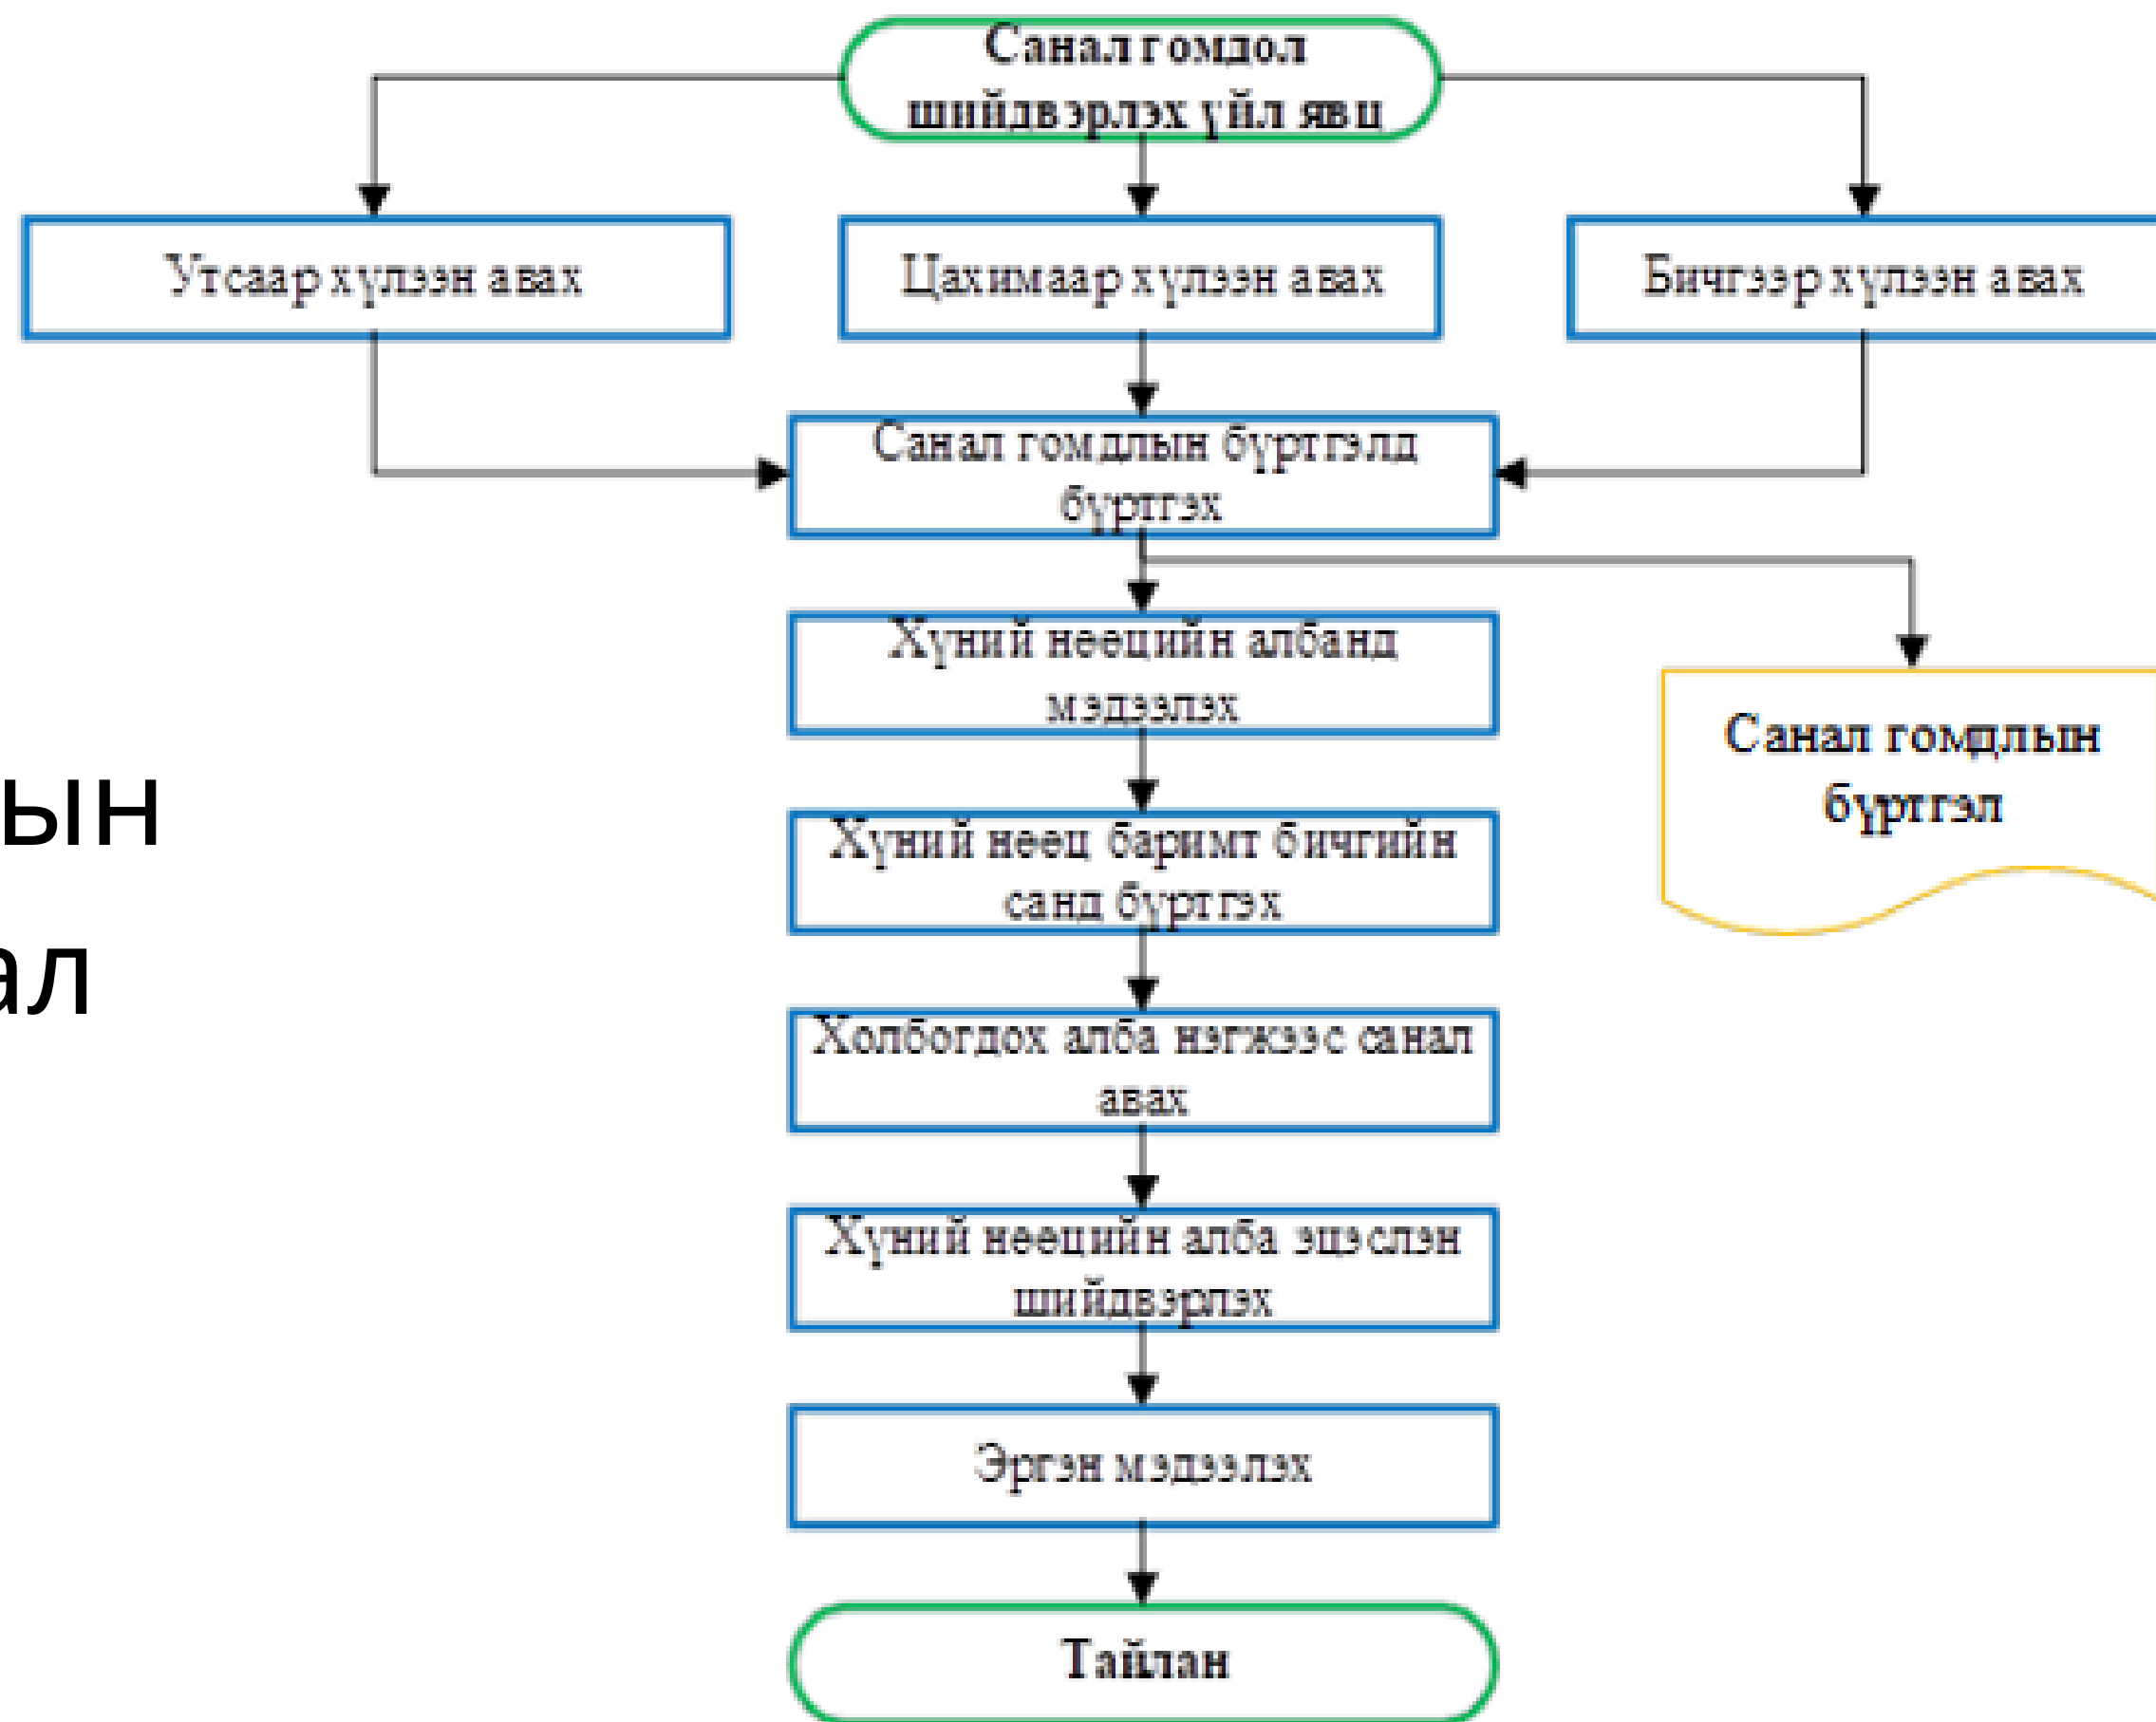 Санал гомдол
шийдвэрлэх үйл явц
Утсаар хүлээн авах
Цахимаар хүлээн авах
Бичгээр хүлээн авах
Санал гомдлын бүртгэлд
бүртгэх
Хүний нөөцийн албанд
мэдээлэх
Санал гомдлын
бүртгэл
ын
ал
Хүний нөөц баримт бичгийн
санд бүртгэх
Холбогдох алба нэгжээс санал
авах
Хүний нөөцийн алба эцэслэн
шийдвэрлэх
Эргэн мэдээлэх
Тайлан